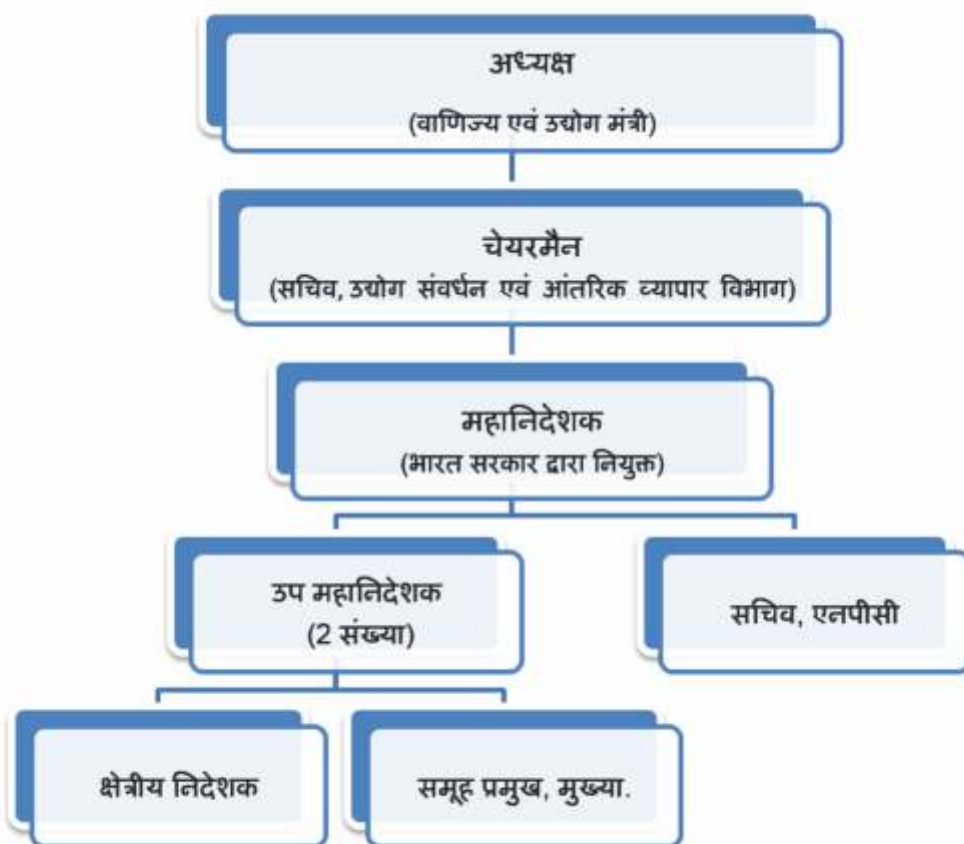 अध्यक्ष
(वाणिज्य एवं उद्योग मंत्री)
चेयरमैन
(सचिव, उद्योग संवर्धन एवं आंतरिक व्यापार विभाग)
महानिदेशक
(भारत सरकार द्वारा नियुक्त)
उप महानिदेशक
(2 संख्या)
सचिव, एनपीसी
क्षेत्रीय निदेशक
समूह प्रमुख, मुख्या.